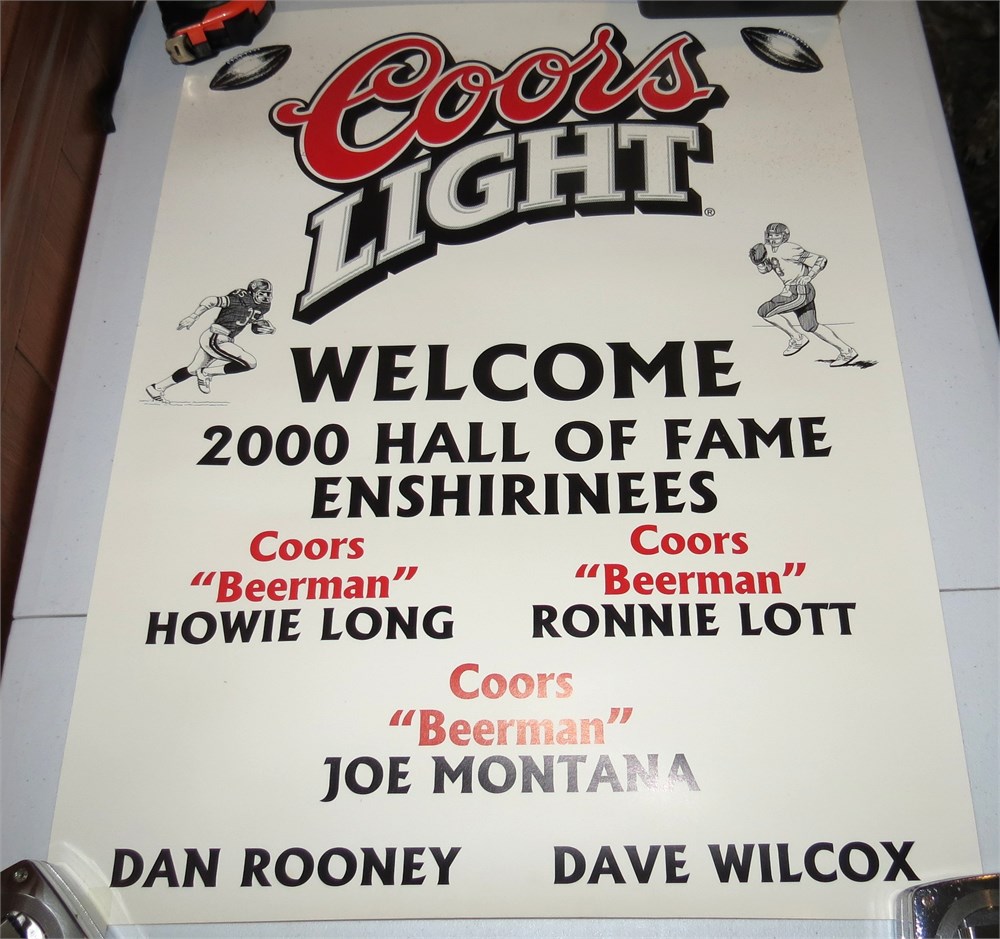 Coors
LIGHT®
WELCOME
2000 HALL OF FAME
ENSHIRINEES
Coors
"Beerman"
HOWIE LONG
Coors
"Beerman"
RONNIE LOTT
Coors
"Beerman"
JOE MONTANA
DAN ROONEY
DAVE WILCOX